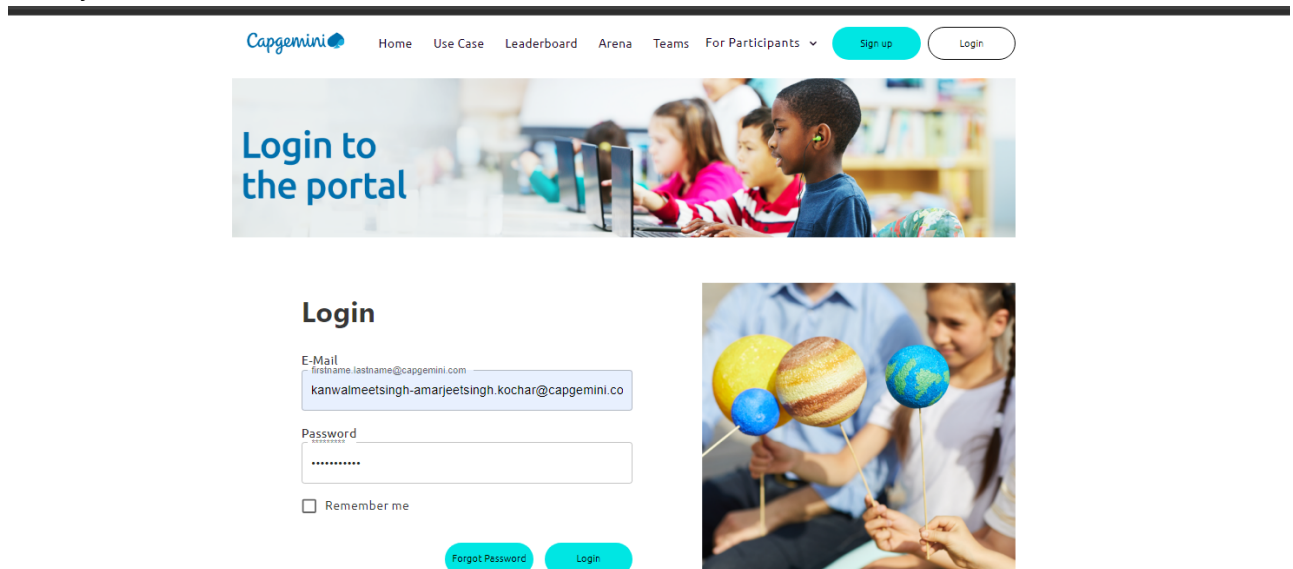 Capgemini
Home Use Case Leaderboard Arena Teams For Participants Sign up Login
Login to
the portal
Login
E-Mail
firstname.lastname@capgemini.com
kanwalmeetsingh-amarjeetsingh.kochar@capgemini.co
Password
*********
•••••••••••
Remember me
Forgot Password Login